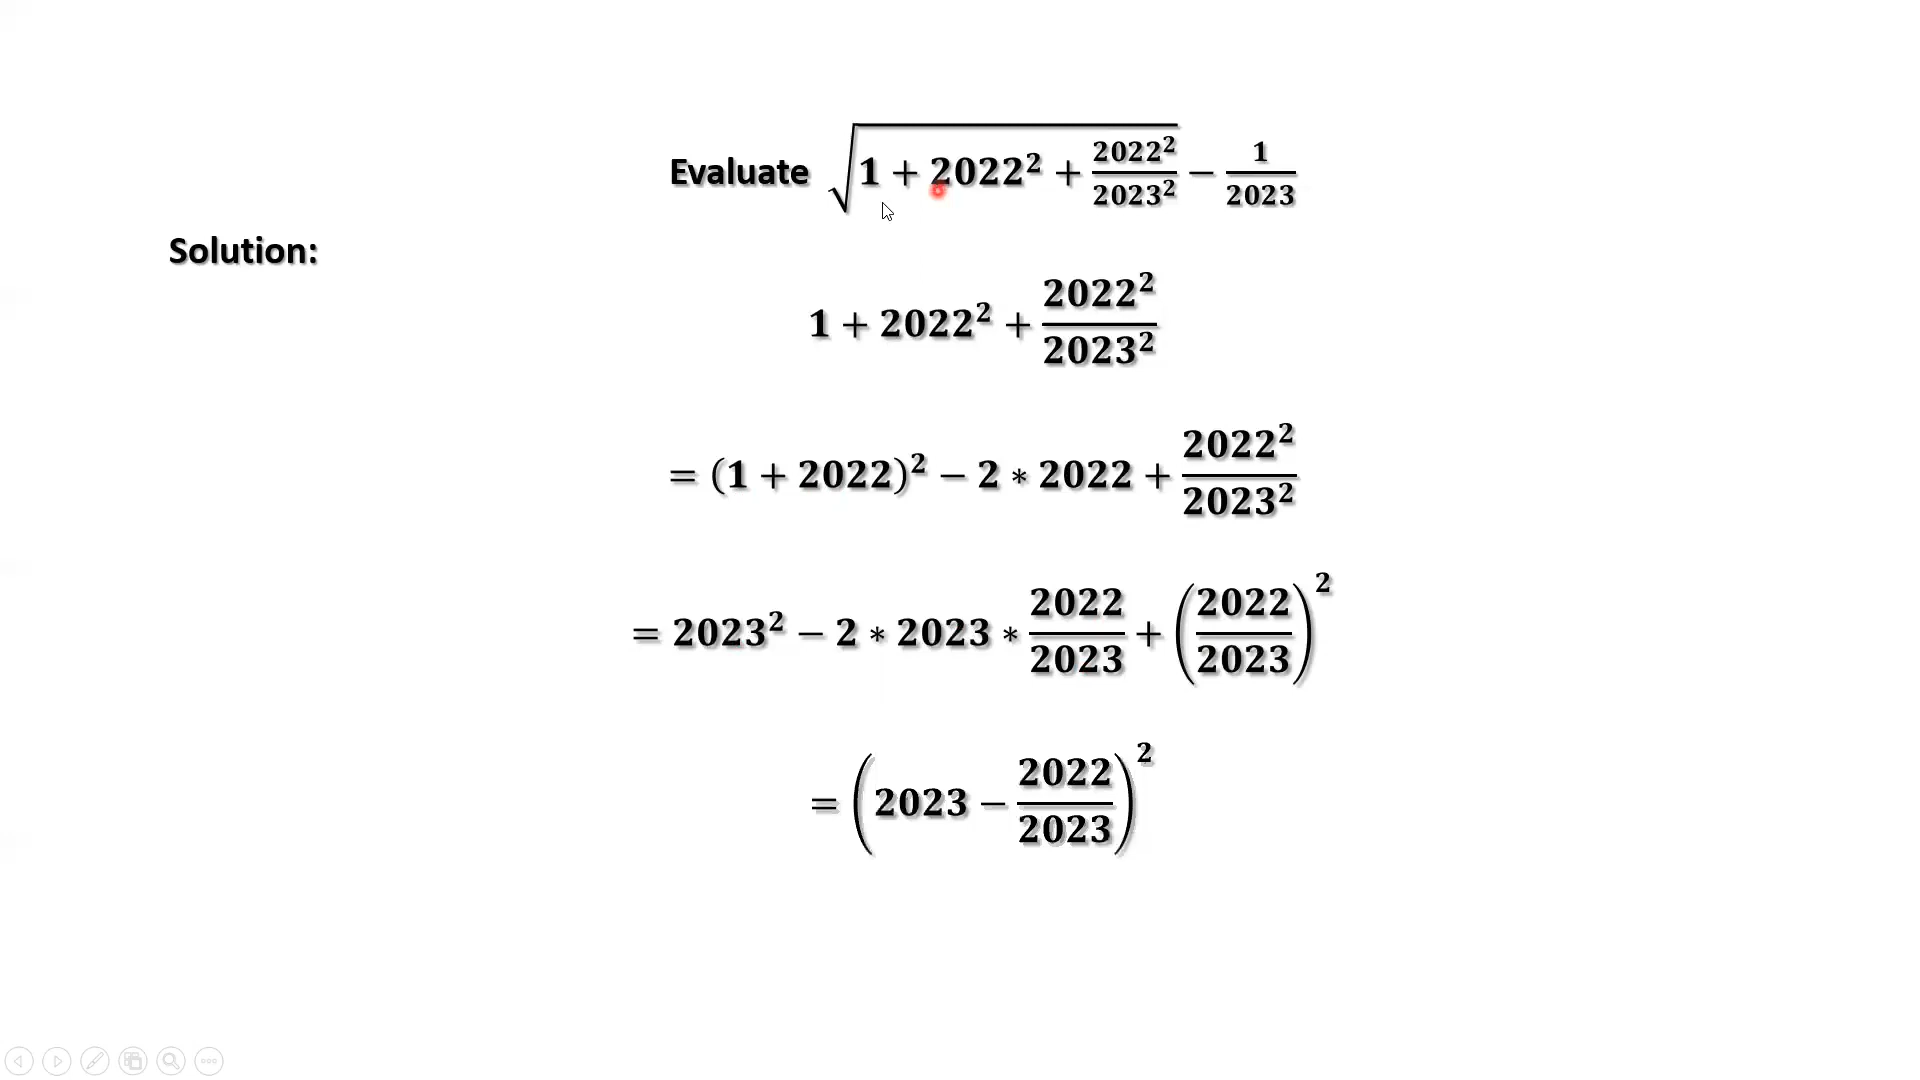 Evaluate √(1 + 2022² + 2022²/2023²) − 1/2023
Solution:
1 + 2022² + 2022²/2023²
= (1 + 2022)² − 2 * 2022 + 2022²/2023²
= 2023² − 2 * 2023 * 2022/2023 + (2022/2023)²
= (2023 − 2022/2023)²